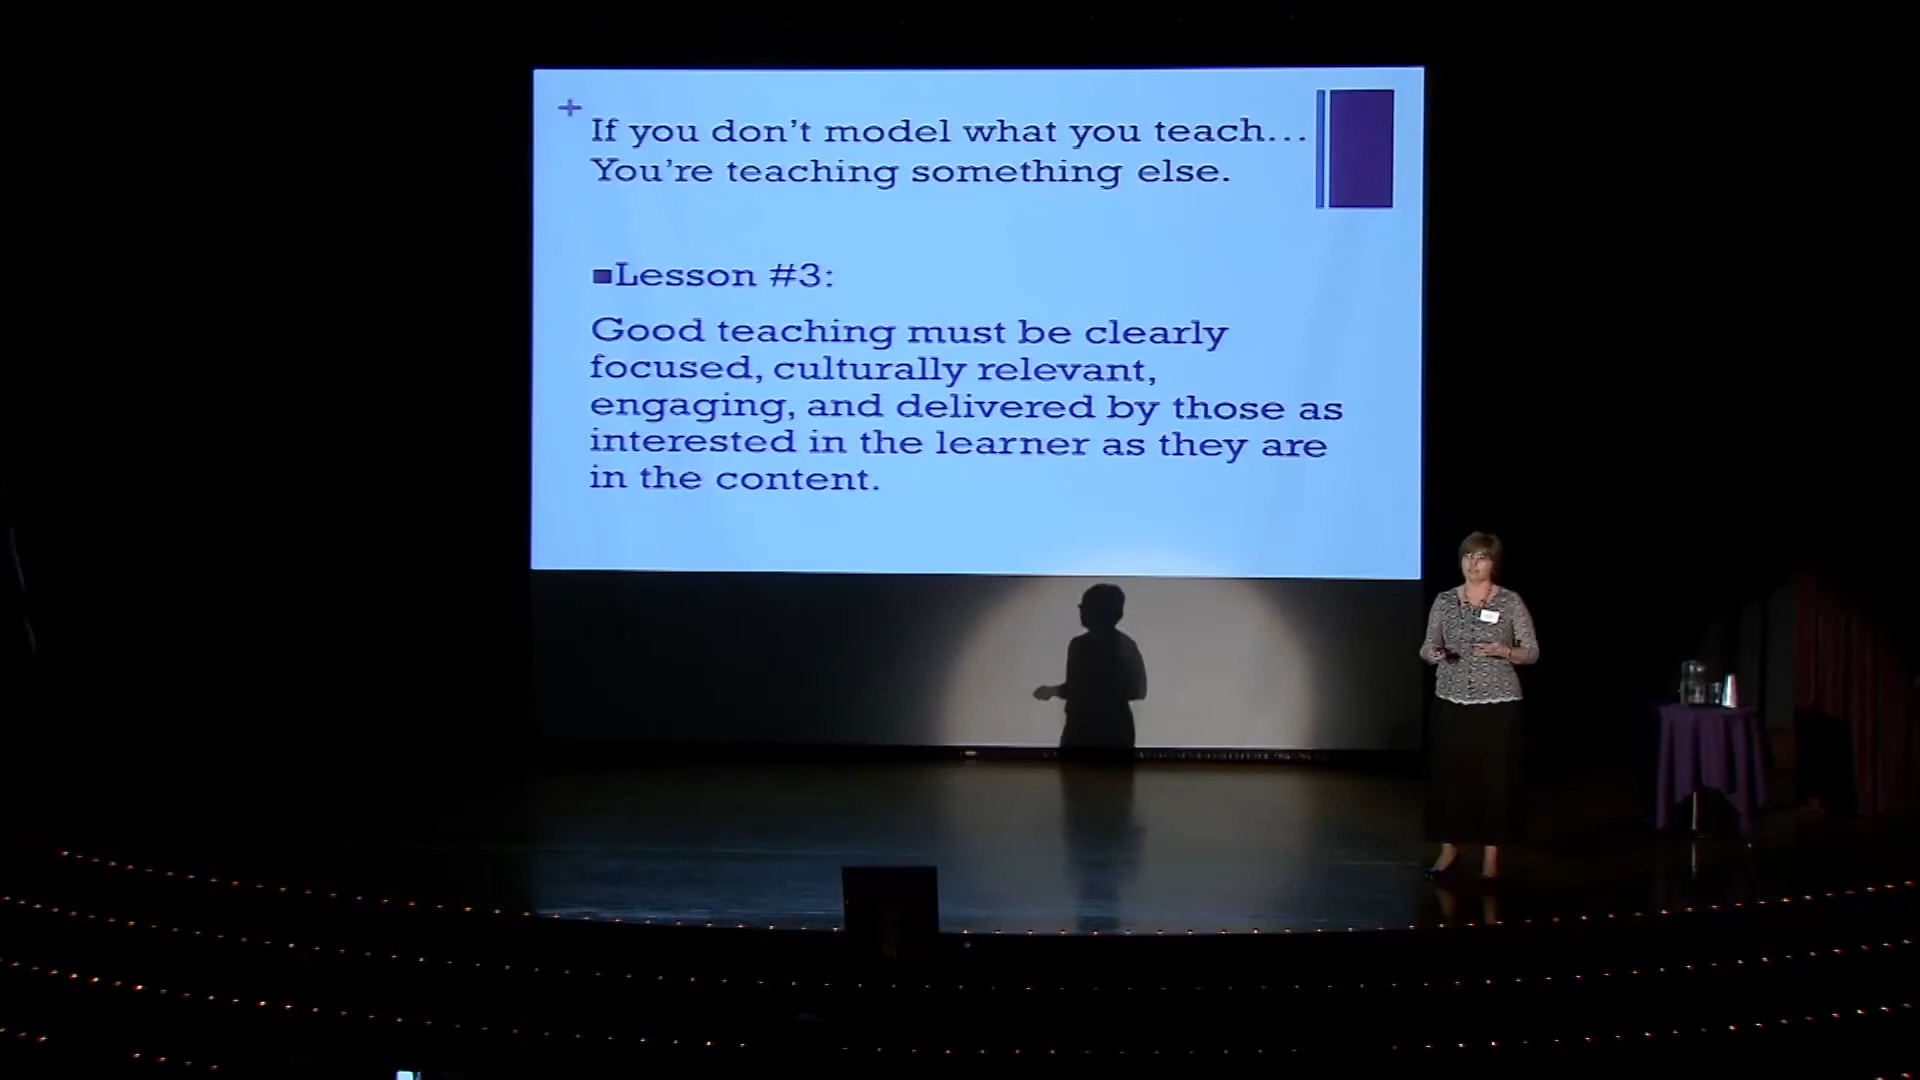 +
If you don't model what you teach...
You're teaching something else.
■Lesson #3:
Good teaching must be clearly
focused, culturally relevant,
engaging, and delivered by those as
interested in the learner as they are
in the content.